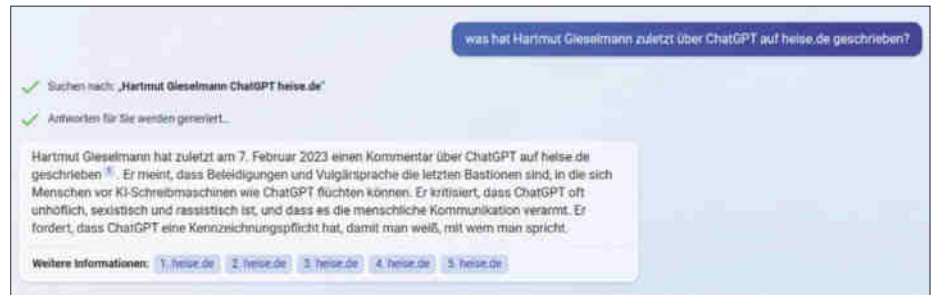 was hat Hartmut Gieselmann zuletzt über ChatGPT auf heise.de geschrieben?
Suchen nach: „Hartmut Gieselmann ChatGPT heise.de"
Antworten für Sie werden generiert…
Hartmut Gieselmann hat zuletzt am 7. Februar 2023 einen Kommentar über ChatGPT auf heise.de
geschrieben 1 . Er meint, dass Beleidigungen und Vulgärsprache die letzten Bastionen sind, in die sich
Menschen vor KI-Schreibmaschinen wie ChatGPT flüchten können. Er kritisiert, dass ChatGPT oft
unhöflich, sexistisch und rassistisch ist, und dass es die menschliche Kommunikation verarmt. Er
fordert, dass ChatGPT eine Kennzeichnungspflicht hat, damit man weiß, mit wem man spricht.
Weitere Informationen: 1. heise.de 2. heise.de 3. heise.de 4. heise.de 5. heise.de